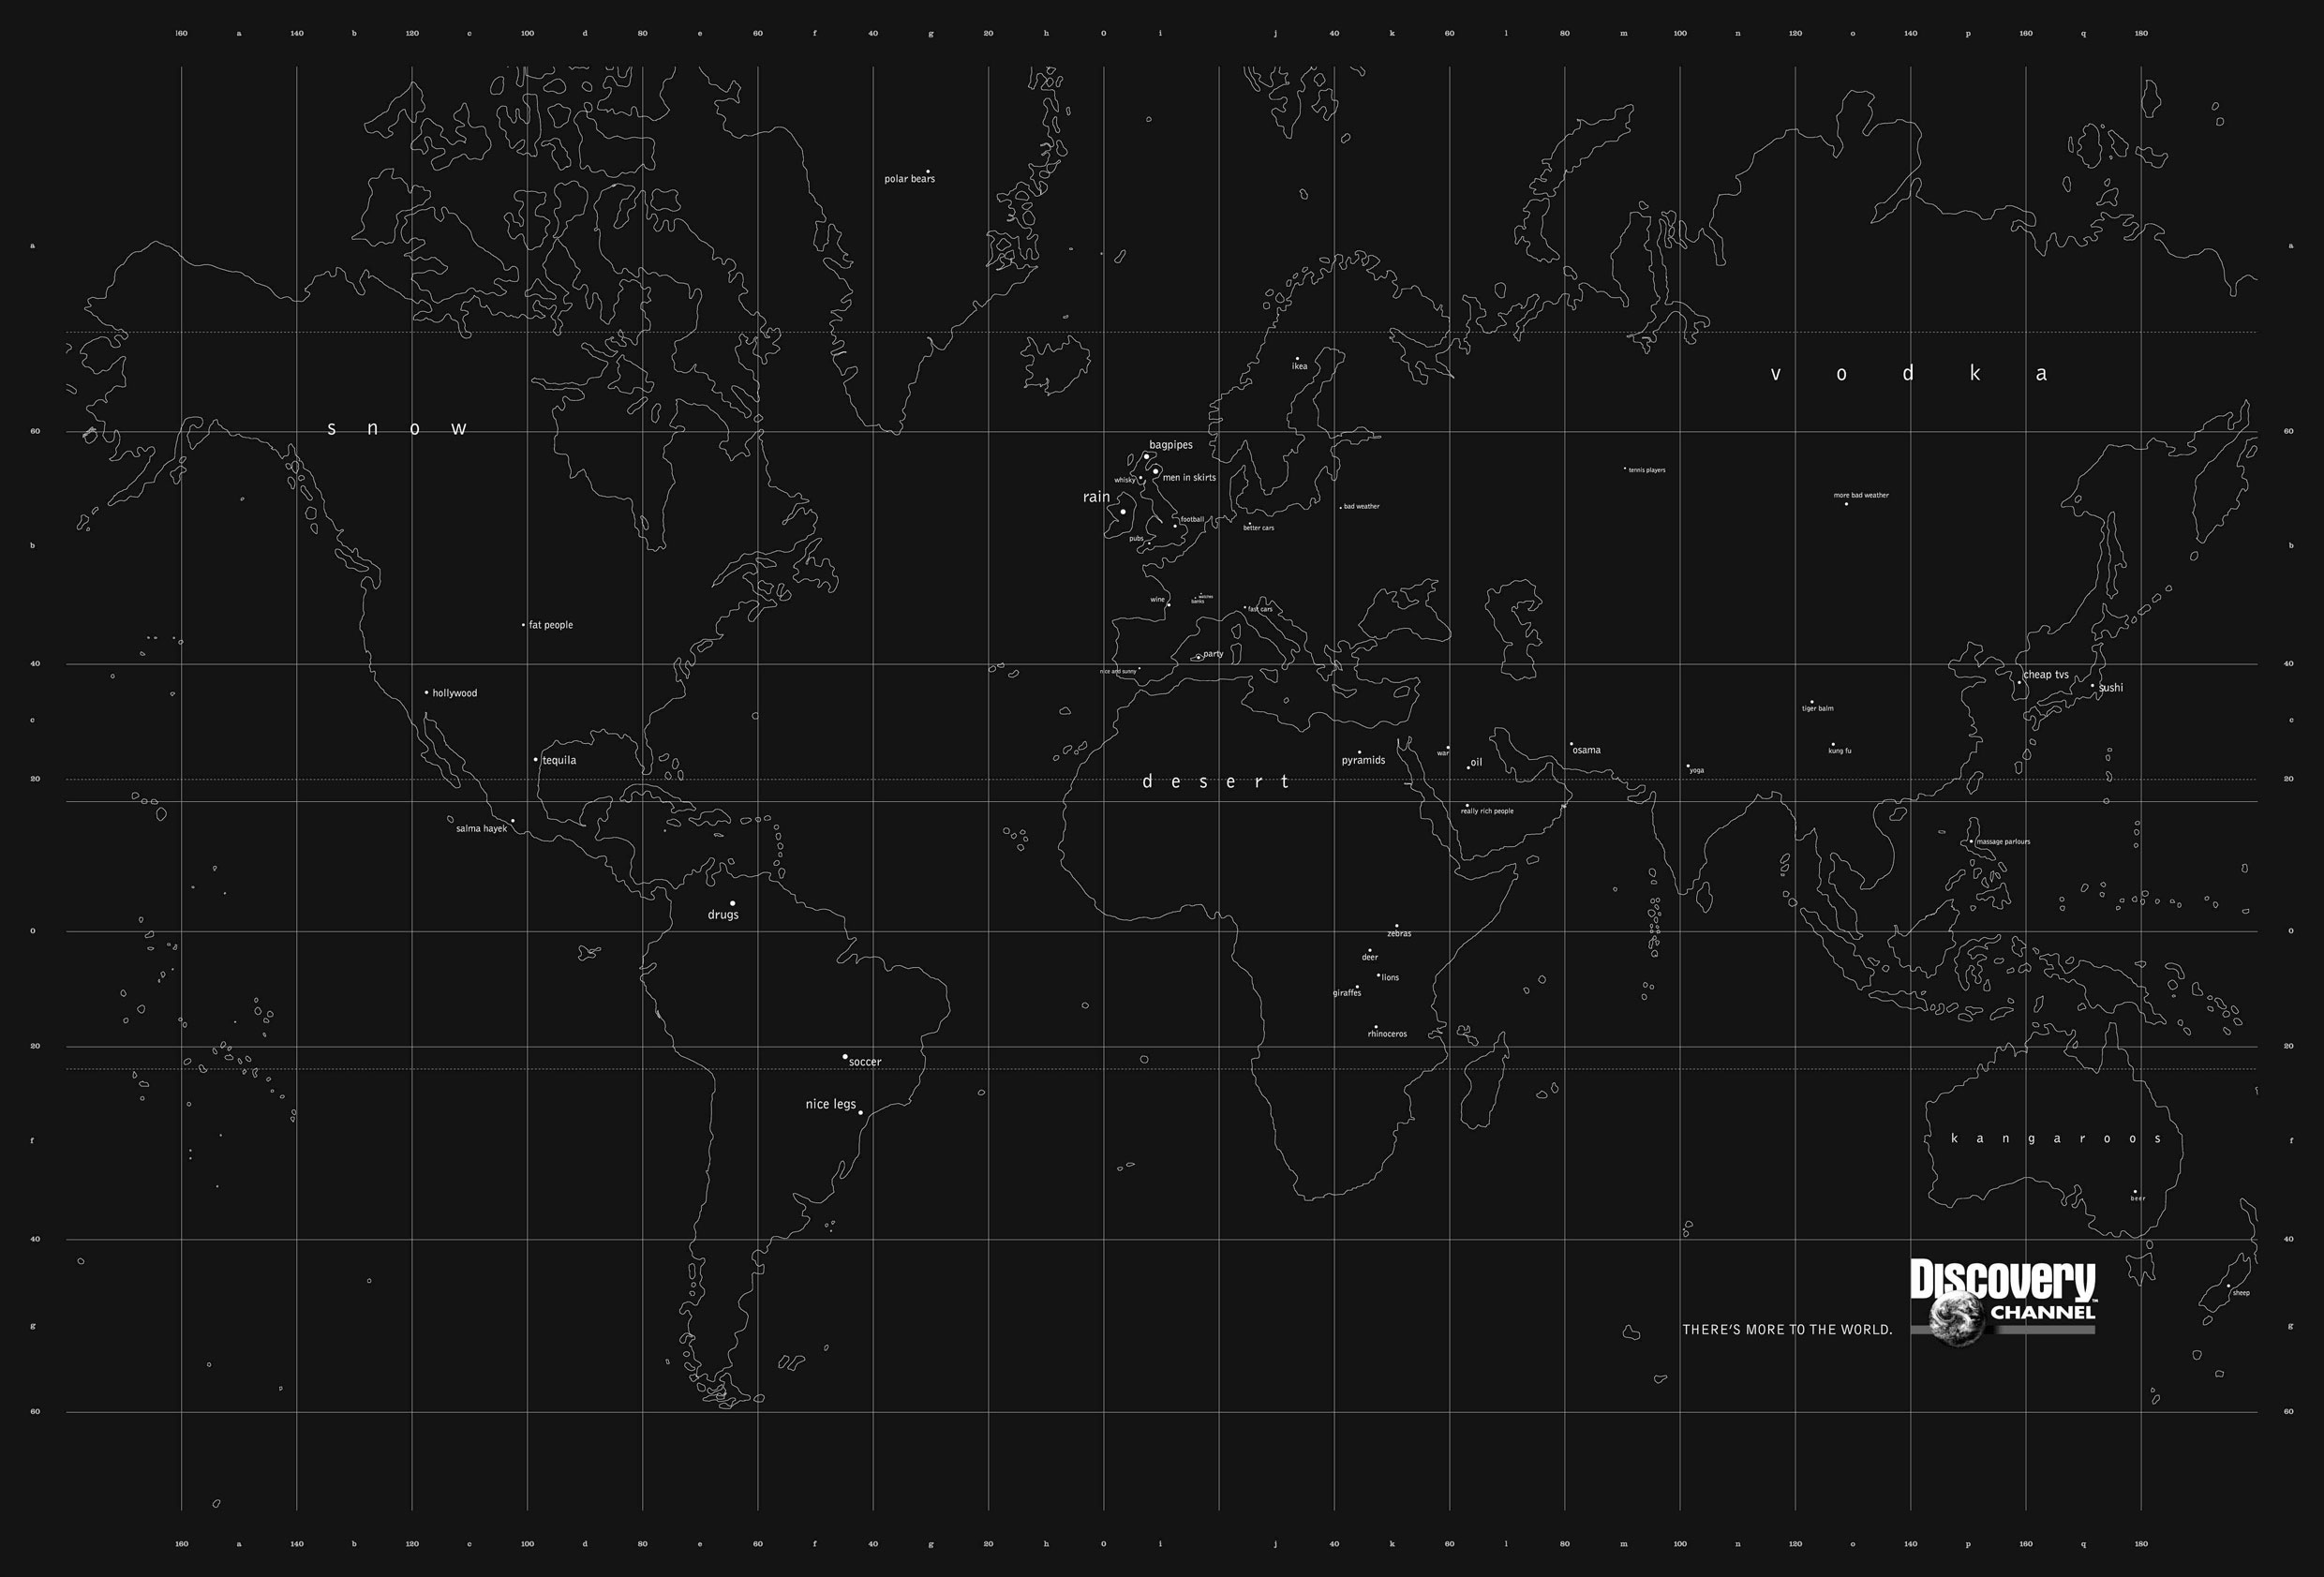 160 a 140 b 120 c 100 d 80 e 60 f 40 g 20 h 0 i j 40 k 60 l 80 m 100 n 120 o 140 p 160 q 180
polar bears
a a
ikea
vodka
snow
60 60
bagpipes
tennis players
men in skirts
whisky
rain
more bad weather
bad weather
football
better cars
pubs
b b
watches
wine
banks
fast cars
fat people
party
40 40
nice and sunny
cheap tvs
sushi
hollywood
tiger balm
c c
osama
kung fu
war
tequila
pyramids
oil
yoga
20 20
desert
really rich people
salma hayek
massage parlours
drugs
0 0
zebras
deer
lions
giraffes
rhinoceros
20 20
soccer
nice legs
kangaroos
f f
beer
40 40
Discovery
CHANNEL
™
sheep
g g
THERE'S MORE TO THE WORLD.
60 60
160 a 140 b 120 c 100 d 80 e 60 f 40 g 20 h 0 i j 40 k 60 l 80 m 100 n 120 o 140 p 160 q 180